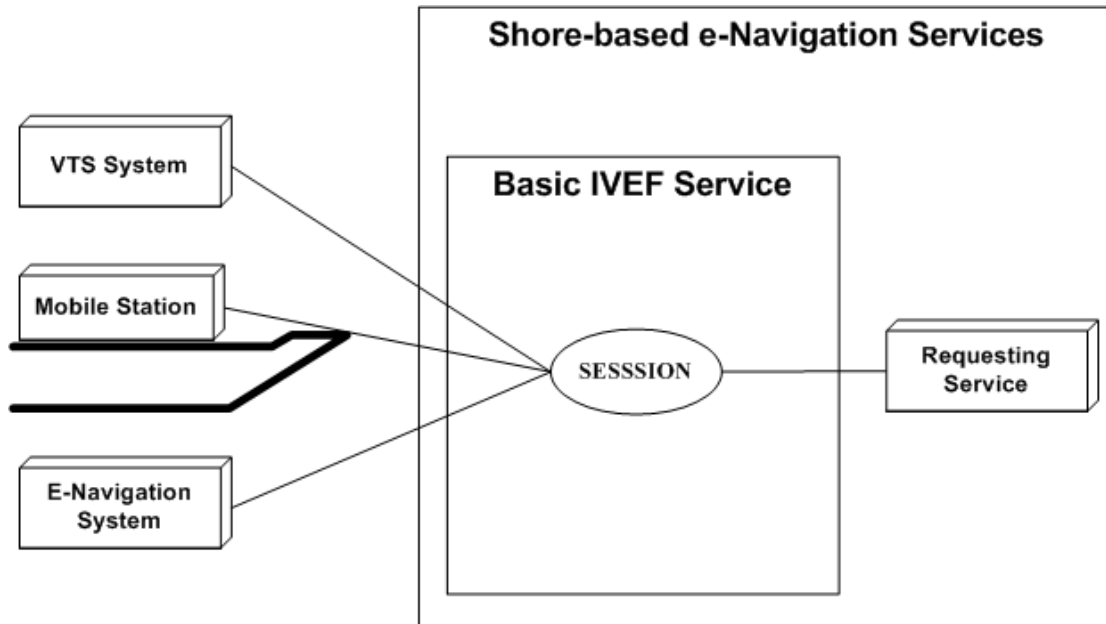 Shore-based e-Navigation Services
VTS System
Basic IVEF Service
Mobile Station
SESSSION
Requesting
Service
E-Navigation
System